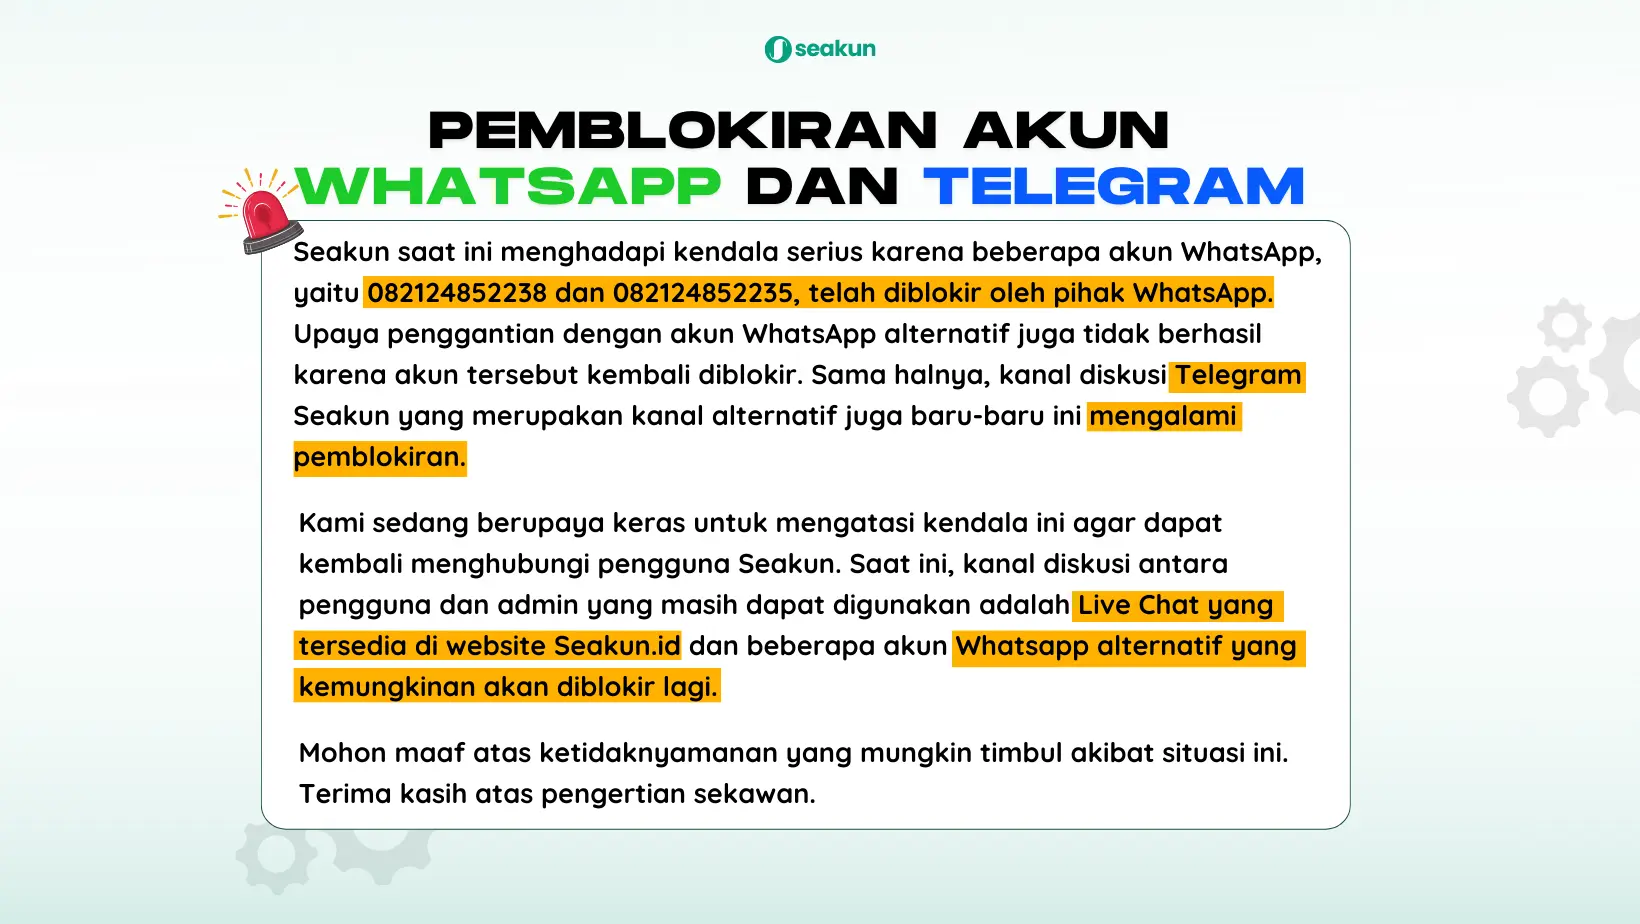 seakun
PEMBLOKIRAN AKUN
WHATSAPP DAN TELEGRAM
Seakun saat ini menghadapi kendala serius karena beberapa akun WhatsApp,
yaitu 082124852238 dan 082124852235, telah diblokir oleh pihak WhatsApp.
Upaya penggantian dengan akun WhatsApp alternatif juga tidak berhasil
karena akun tersebut kembali diblokir. Sama halnya, kanal diskusi Telegram
Seakun yang merupakan kanal alternatif juga baru-baru ini mengalami
pemblokiran.
Kami sedang berupaya keras untuk mengatasi kendala ini agar dapat
kembali menghubungi pengguna Seakun. Saat ini, kanal diskusi antara
pengguna dan admin yang masih dapat digunakan adalah Live Chat yang
tersedia di website Seakun.id dan beberapa akun Whatsapp alternatif yang
kemungkinan akan diblokir lagi.
Mohon maaf atas ketidaknyamanan yang mungkin timbul akibat situasi ini.
Terima kasih atas pengertian sekawan.